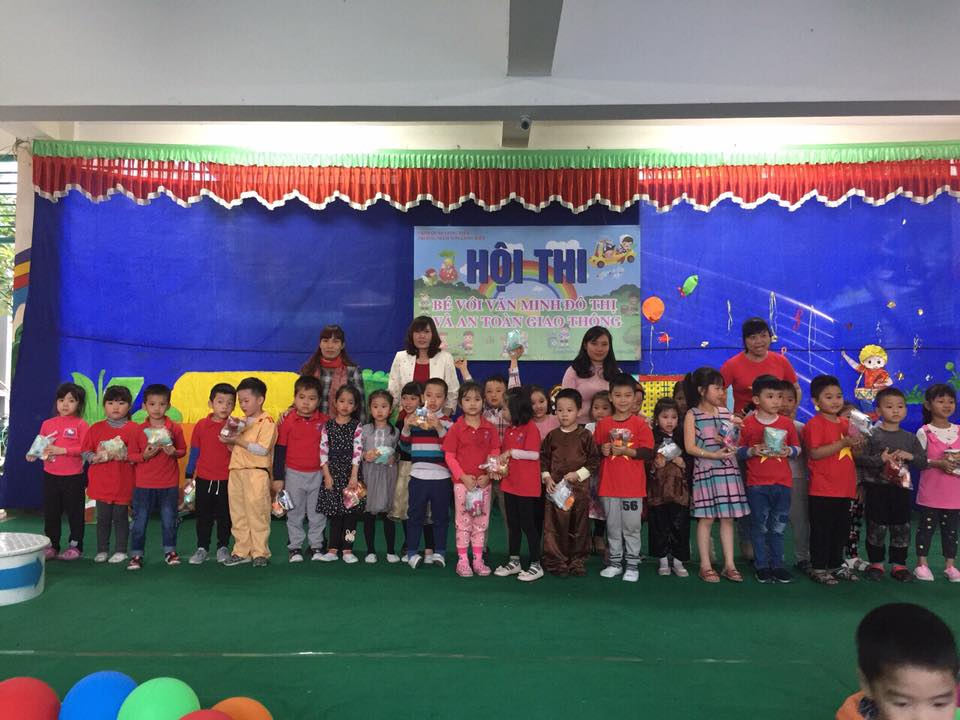 HỘI THI
BÉ VỚI VĂN MINH ĐÔ THỊ
VÀ AN TOÀN GIAO THÔNG
56